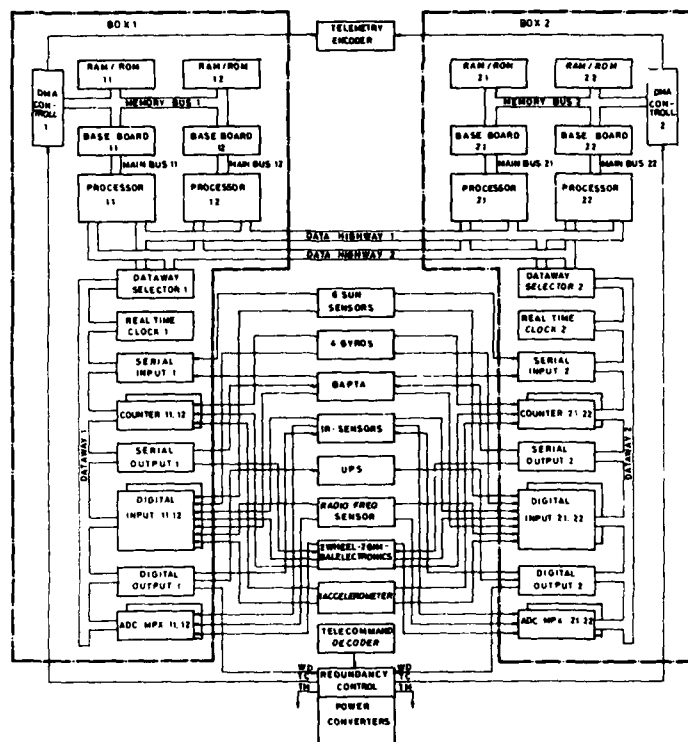 BOX 1
TELEMETRY
ENCODER
BOX 2
RAM/ROM
11
RAM/ROM
12
DMA
CON-
TROLL
1
MEMORY BUS 1
BASE BOARD
11
BASE BOARD
12
MAIN BUS 11
MAIN BUS 12
PROCESSOR
11
PROCESSOR
12
RAM/ROM
21
RAM/ROM
22
DMA
CON-
TROLL
2
MEMORY BUS 2
BASE BOARD
21
BASE BOARD
22
MAIN BUS 21
MAIN BUS 22
PROCESSOR
21
PROCESSOR
22
DATA HIGHWAY 1
DATA HIGHWAY 2
DATAWAY
SELECTOR 1
REAL TIME
CLOCK 1
SERIAL
INPUT 1
COUNTER 11,12
SERIAL
OUTPUT 1
DIGITAL
INPUT 11,12
DIGITAL
OUTPUT 1
ADC MPX 11,12
DATAWAY 1
6 SUN
SENSORS
4 GYROS
BAPTA
IR-SENSORS
UPS
RADIO FREQ
SENSOR
2WHEEL-2GIM-
BALELECTRONICS
1ACCELEROMETER
TELECOMMAND
DECODER
WD
TC
TM
REDUNDANCY
CONTROL
WD
TC
TM
POWER
CONVERTERS
DATAWAY
SELECTOR 2
REAL TIME
CLOCK 2
SERIAL
INPUT 2
COUNTER 21,22
SERIAL
OUTPUT 2
DIGITAL
INPUT 21,22
DIGITAL
OUTPUT 2
ADC MPX 21,22
DATAWAY 2